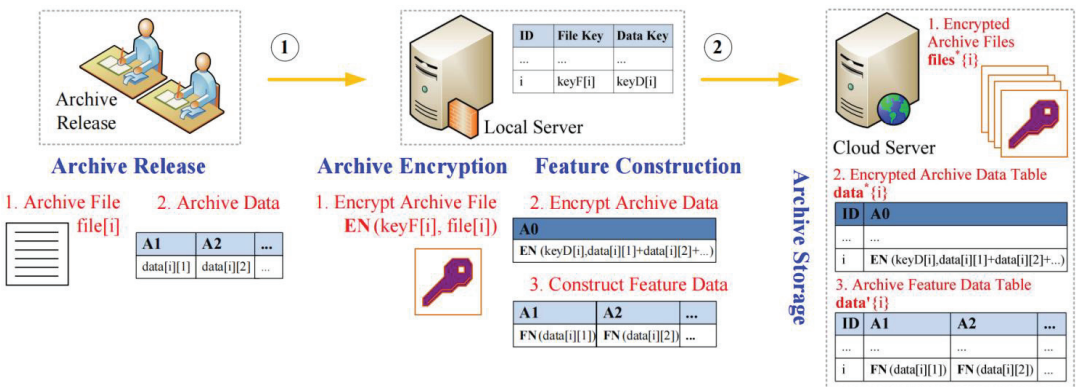 Archive
Release
Archive Release
1. Archive File
file[i]
2. Archive Data
A1 A2 ...
data[i][1] data[i][2] ...
1
ID File Key Data Key
... ... ...
i keyF[i] keyD[i]
Local Server
Archive Encryption
Feature Construction
1. Encrypt Archive File
EN (keyF[i], file[i])
2. Encrypt Archive Data
A0
EN (keyD[i],data[i][1]+data[i][2]+...)
3. Construct Feature Data
A1 A2 ...
FN (data[i][1]) FN (data[i][2]) ...
2
Archive Storage
1. Encrypted
Archive Files
files*{i}
Cloud Server
2. Encrypted Archive Data Table
data*{i}
ID A0
... ...
i EN (keyD[i],data[i][1]+data[i][2]+...)
3. Archive Feature Data Table
data'{i}
ID A1 A2 ...
... ... ... ...
i FN (data[i][1]) FN (data[i][2]) ...